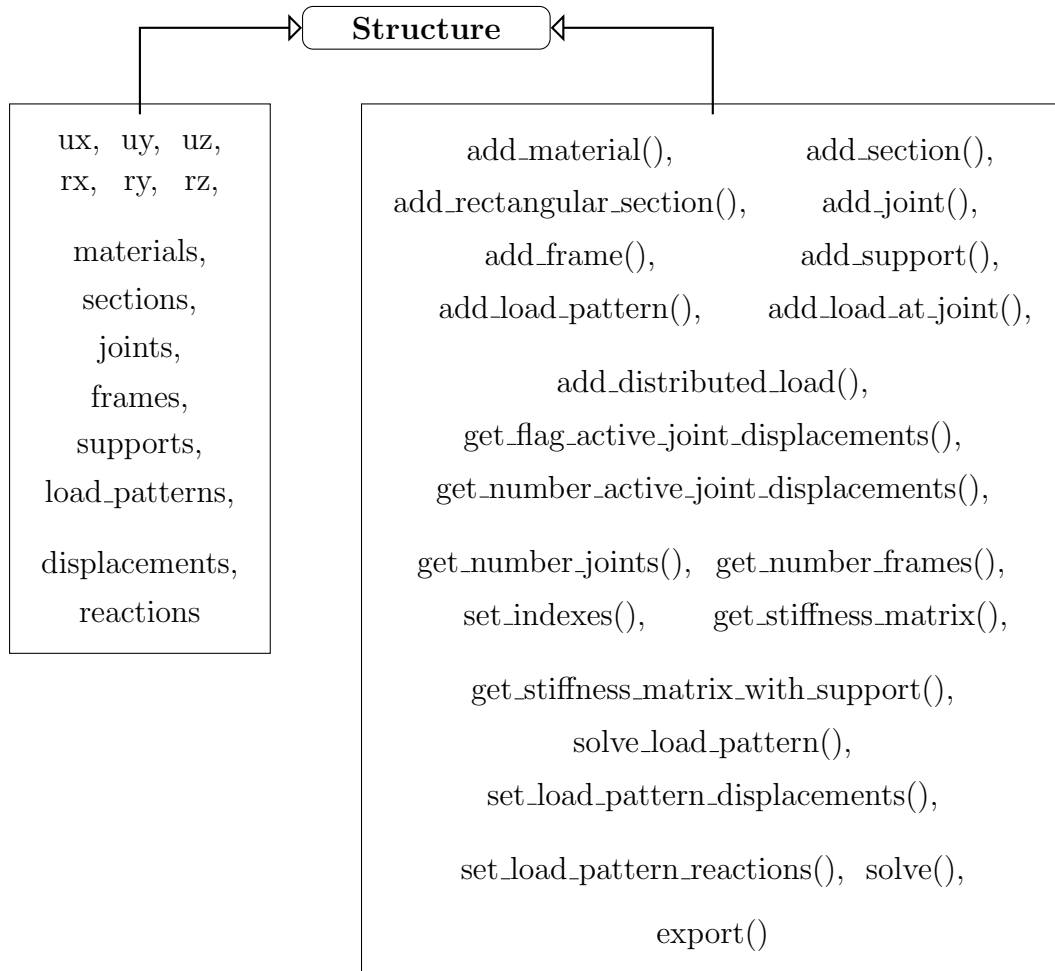 Structure
ux, uy, uz,
rx, ry, rz,
materials,
sections,
joints,
frames,
supports,
load_patterns,
displacements,
reactions
add_material(), add_section(),
add_rectangular_section(), add_joint(),
add_frame(), add_support(),
add_load_pattern(), add_load_at_joint(),
add_distributed_load(),
get_flag_active_joint_displacements(),
get_number_active_joint_displacements(),
get_number_joints(), get_number_frames(),
set_indexes(), get_stiffness_matrix(),
get_stiffness_matrix_with_support(),
solve_load_pattern(),
set_load_pattern_displacements(),
set_load_pattern_reactions(), solve(),
export()